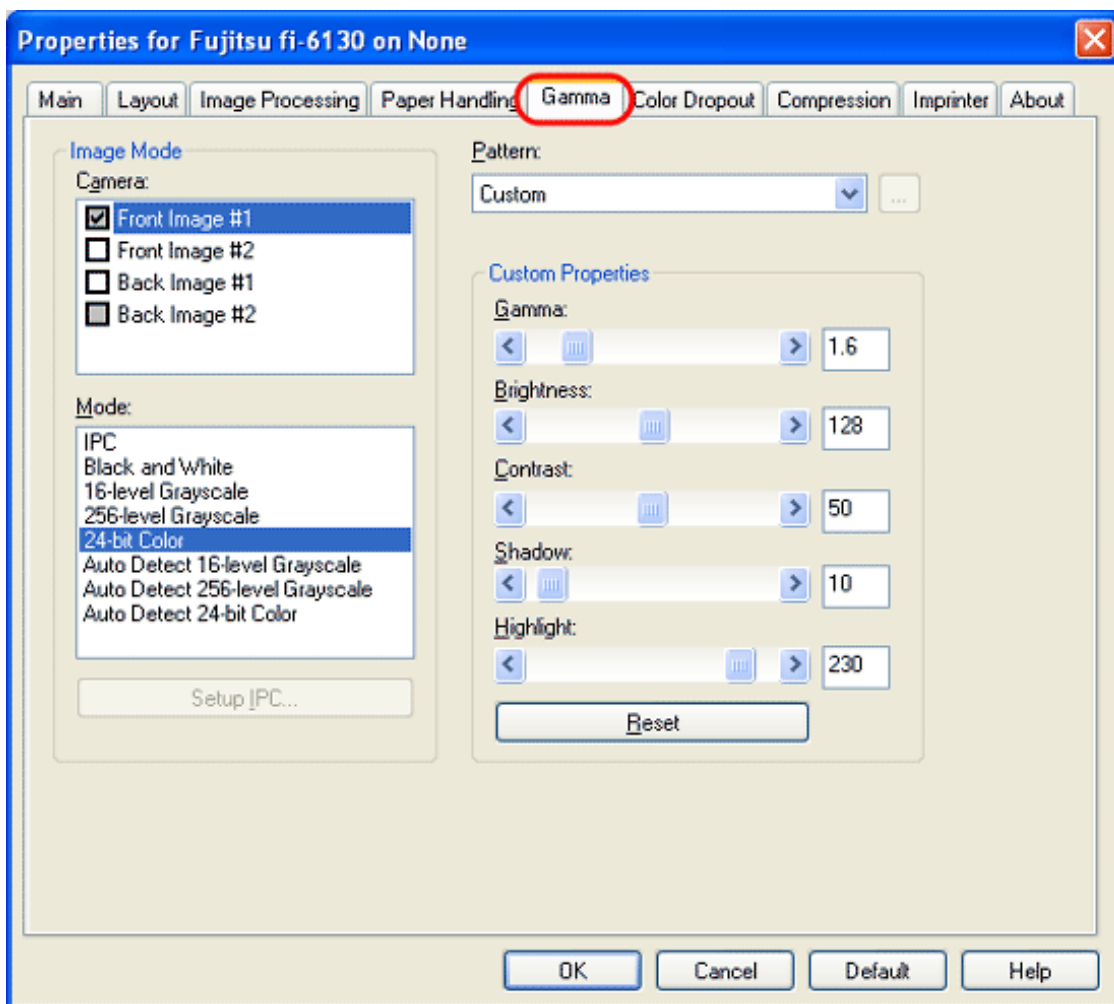 Properties for Fujitsu fi-6130 on None
Main Layout Image Processing Paper Handling Gamma Color Dropout Compression Imprinter About
Image Mode
Camera:
Front Image #1
Front Image #2
Back Image #1
Back Image #2
Mode:
IPC
Black and White
16-level Grayscale
256-level Grayscale
24-bit Color
Auto Detect 16-level Grayscale
Auto Detect 256-level Grayscale
Auto Detect 24-bit Color
Setup IPC...
Pattern:
Custom
...
Custom Properties
Gamma:
1.6
Brightness:
128
Contrast:
50
Shadow:
10
Highlight:
230
Reset
OK Cancel Default Help